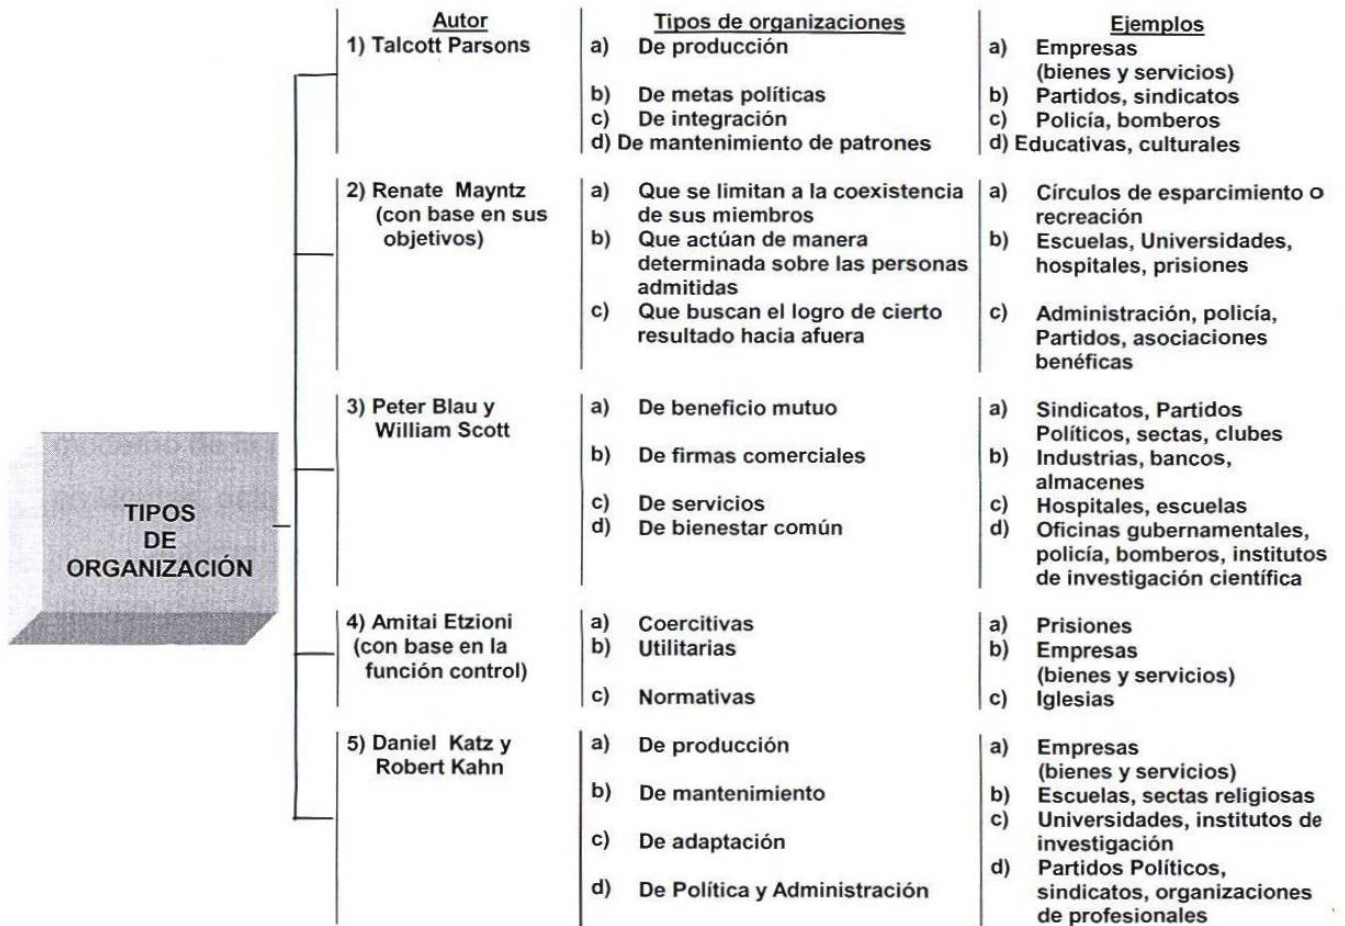 TIPOS
DE
ORGANIZACIÓN
Autor
Tipos de organizaciones
Ejemplos
1) Talcott Parsons
a) De producción
b) De metas políticas
c) De integración
d) De mantenimiento de patrones
a) Empresas
(bienes y servicios)
b) Partidos, sindicatos
c) Policía, bomberos
d) Educativas, culturales
2) Renate Mayntz
(con base en sus
objetivos)
a) Que se limitan a la coexistencia
de sus miembros
b) Que actúan de manera
determinada sobre las personas
admitidas
c) Que buscan el logro de cierto
resultado hacia afuera
a) Círculos de esparcimiento o
recreación
b) Escuelas, Universidades,
hospitales, prisiones
c) Administración, policía,
Partidos, asociaciones
benéficas
3) Peter Blau y
William Scott
a) De beneficio mutuo
b) De firmas comerciales
c) De servicios
d) De bienestar común
a) Sindicatos, Partidos
Políticos, sectas, clubes
b) Industrias, bancos,
almacenes
c) Hospitales, escuelas
d) Oficinas gubernamentales,
policía, bomberos, institutos
de investigación científica
4) Amitai Etzioni
(con base en la
función control)
a) Coercitivas
b) Utilitarias
c) Normativas
a) Prisiones
b) Empresas
(bienes y servicios)
c) Iglesias
5) Daniel Katz y
Robert Kahn
a) De producción
b) De mantenimiento
c) De adaptación
d) De Política y Administración
a) Empresas
(bienes y servicios)
b) Escuelas, sectas religiosas
c) Universidades, institutos de
investigación
d) Partidos Políticos,
sindicatos, organizaciones
de profesionales